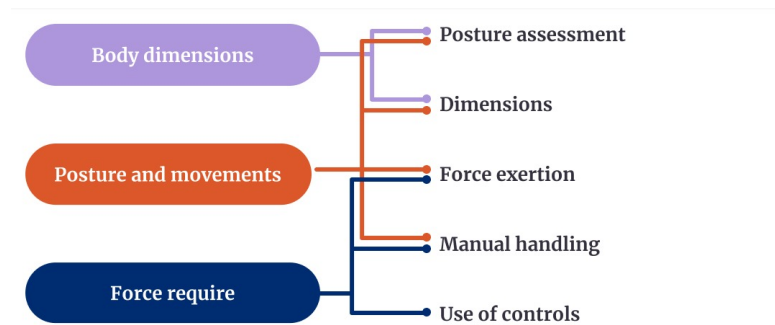 Body dimensions
Posture and movements
Force require
Posture assessment
Dimensions
Force exertion
Manual handling
Use of controls